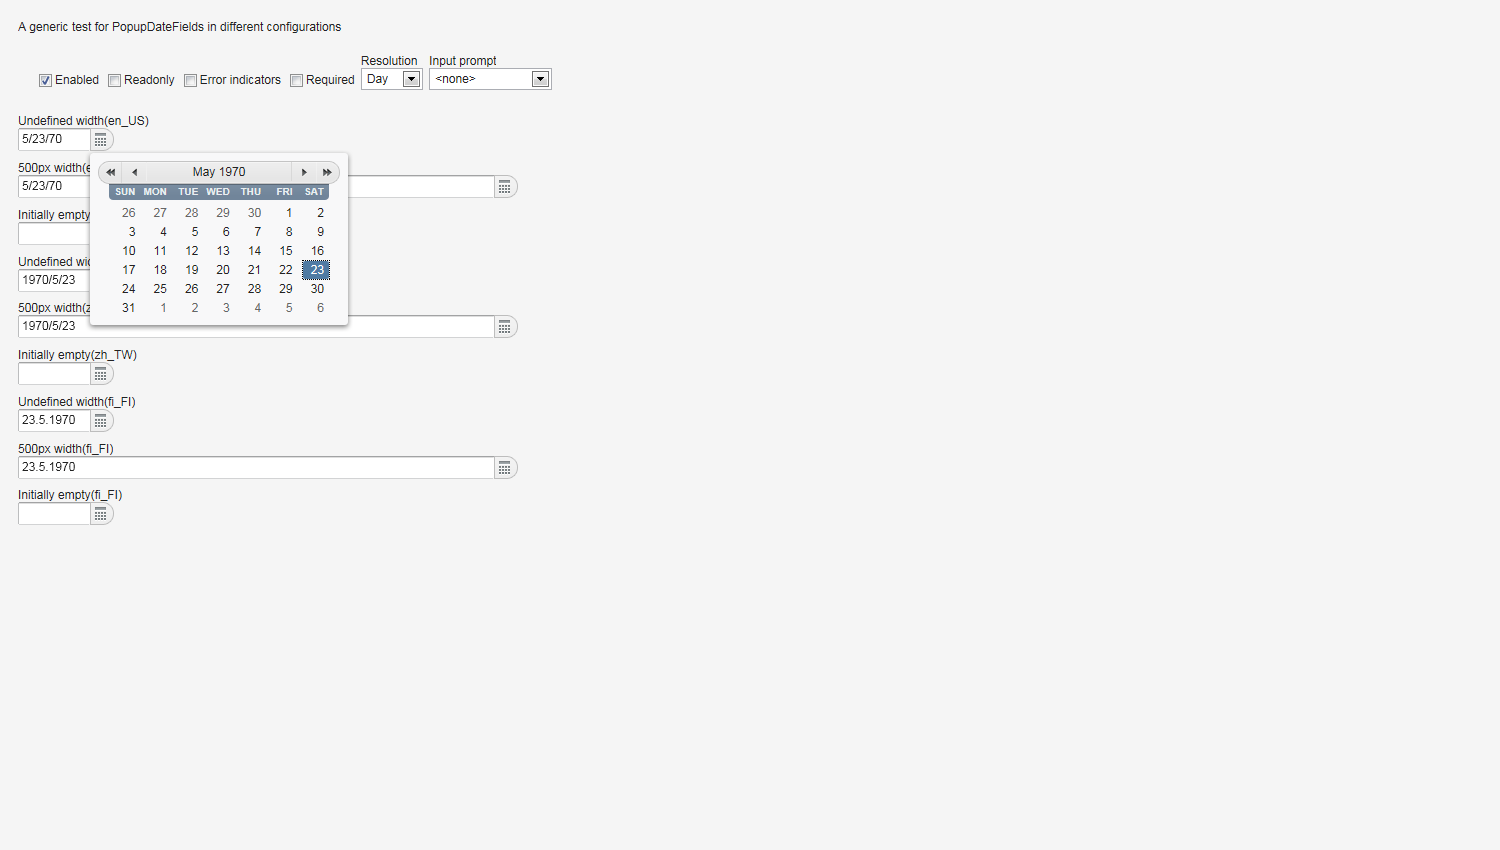 A generic test for PopupDateFields in different configurations
Resolution Input prompt
Enabled Readonly Error indicators Required Day <none>
Undefined width(en_US)
5/23/70
500px width(e
5/23/70
Initially empty
Undefined wi
1970/5/23
500px width(z
1970/5/23
May 1970
SUN MON TUE WED THU FRI SAT
26 27 28 29 30 1 2
3 4 5 6 7 8 9
10 11 12 13 14 15 16
17 18 19 20 21 22 23
24 25 26 27 28 29 30
31 1 2 3 4 5 6
Initially empty(zh_TW)
Undefined width(fi_FI)
23.5.1970
500px width(fi_FI)
23.5.1970
Initially empty(fi_FI)